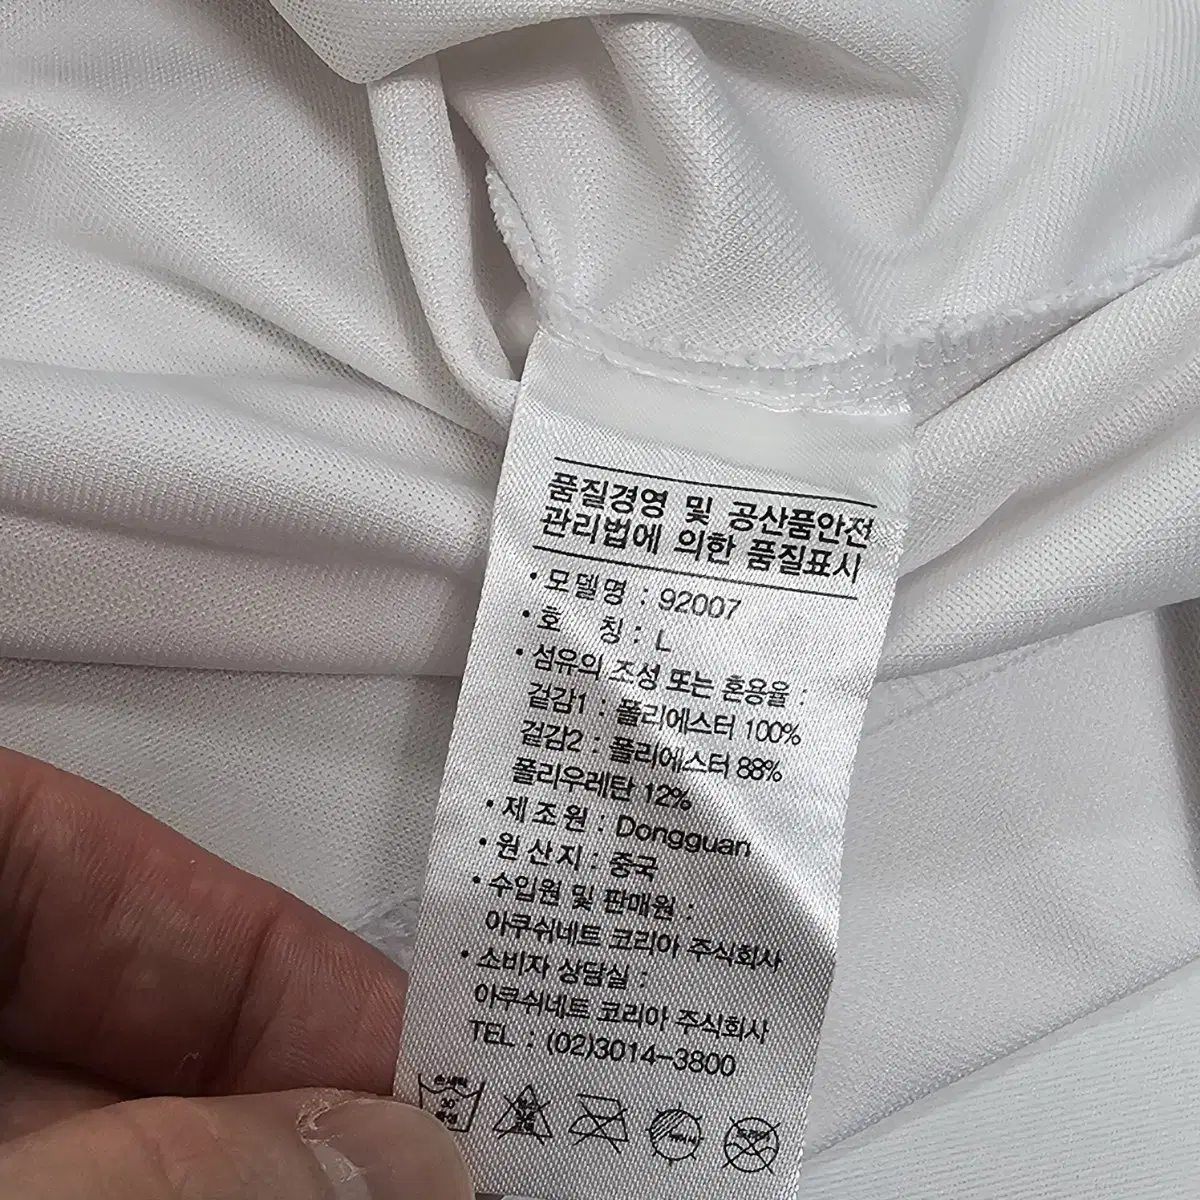 품질경영 및 공산품안전
관리법에 의한 품질표시
• 모델명 : 92007
• 호 칭 : L
• 섬유의 조성 또는 혼용율 :
겉감1 : 폴리에스터 100%
겉감2 : 폴리에스터 88%
폴리우레탄 12%
• 제조원 : Dongguan
• 원산지 : 중국
• 수입원 및 판매원 :
아쿠쉬네트 코리아 주식회사
• 소비자 상담실 :
아쿠쉬네트 코리아 주식회사
TEL : (02)3014-3800
손세탁